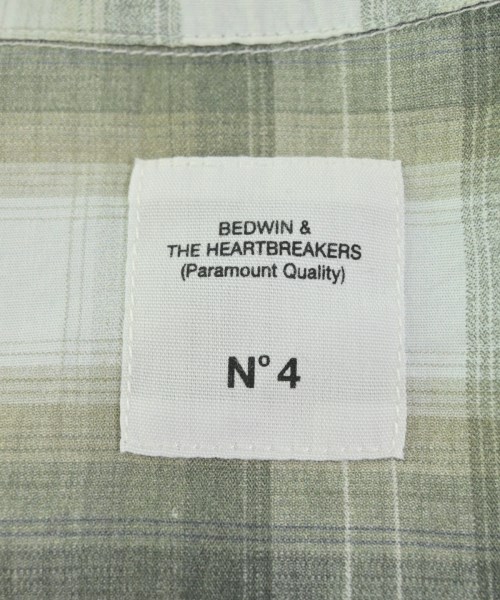 BEDWIN &
THE HEARTBREAKERS
(Paramount Quality)
N° 4